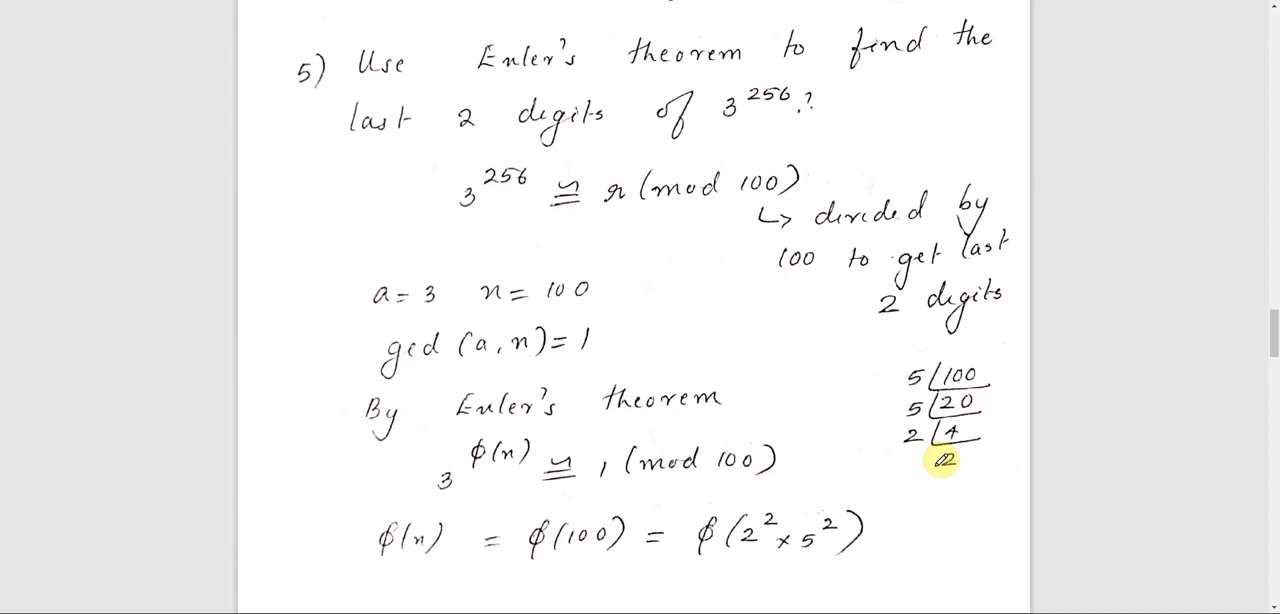 5) Use Euler's theorem to find the
last 2 digits of 3^256.?
3^256 ≅ r (mod 100)
↳ divided by
100 to get last
2 digits
a = 3 n = 100
gcd (a, n) = 1
By Euler's theorem
3^ϕ(n) ≅ 1 (mod 100)
5 | 100
5 | 20
2 | 4
2
ϕ(n) = ϕ(100) = ϕ(2^2 × 5^2)